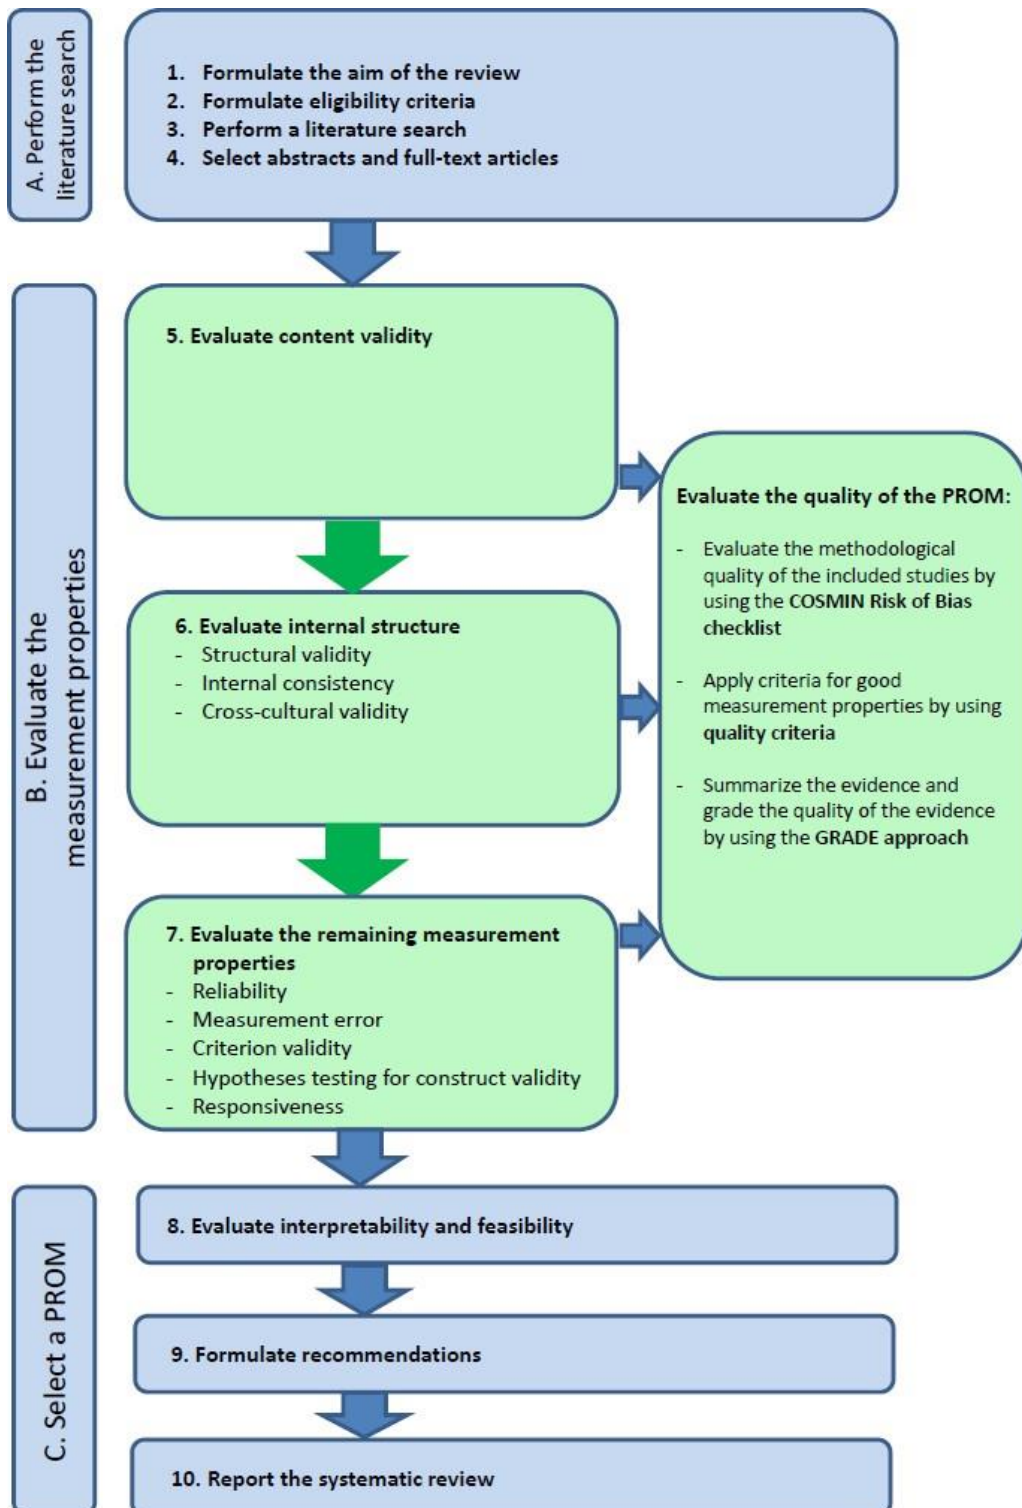 A. Perform the
literature search
1. Formulate the aim of the review
2. Formulate eligibility criteria
3. Perform a literature search
4. Select abstracts and full-text articles
B. Evaluate the
measurement properties
5. Evaluate content validity
6. Evaluate internal structure
- Structural validity
- Internal consistency
- Cross-cultural validity
7. Evaluate the remaining measurement
properties
- Reliability
- Measurement error
- Criterion validity
- Hypotheses testing for construct validity
- Responsiveness
Evaluate the quality of the PROM:
- Evaluate the methodological
quality of the included studies by
using the COSMIN Risk of Bias
checklist
- Apply criteria for good
measurement properties by using
quality criteria
- Summarize the evidence and
grade the quality of the evidence
by using the GRADE approach
C. Select a PROM
8. Evaluate interpretability and feasibility
9. Formulate recommendations
10. Report the systematic review